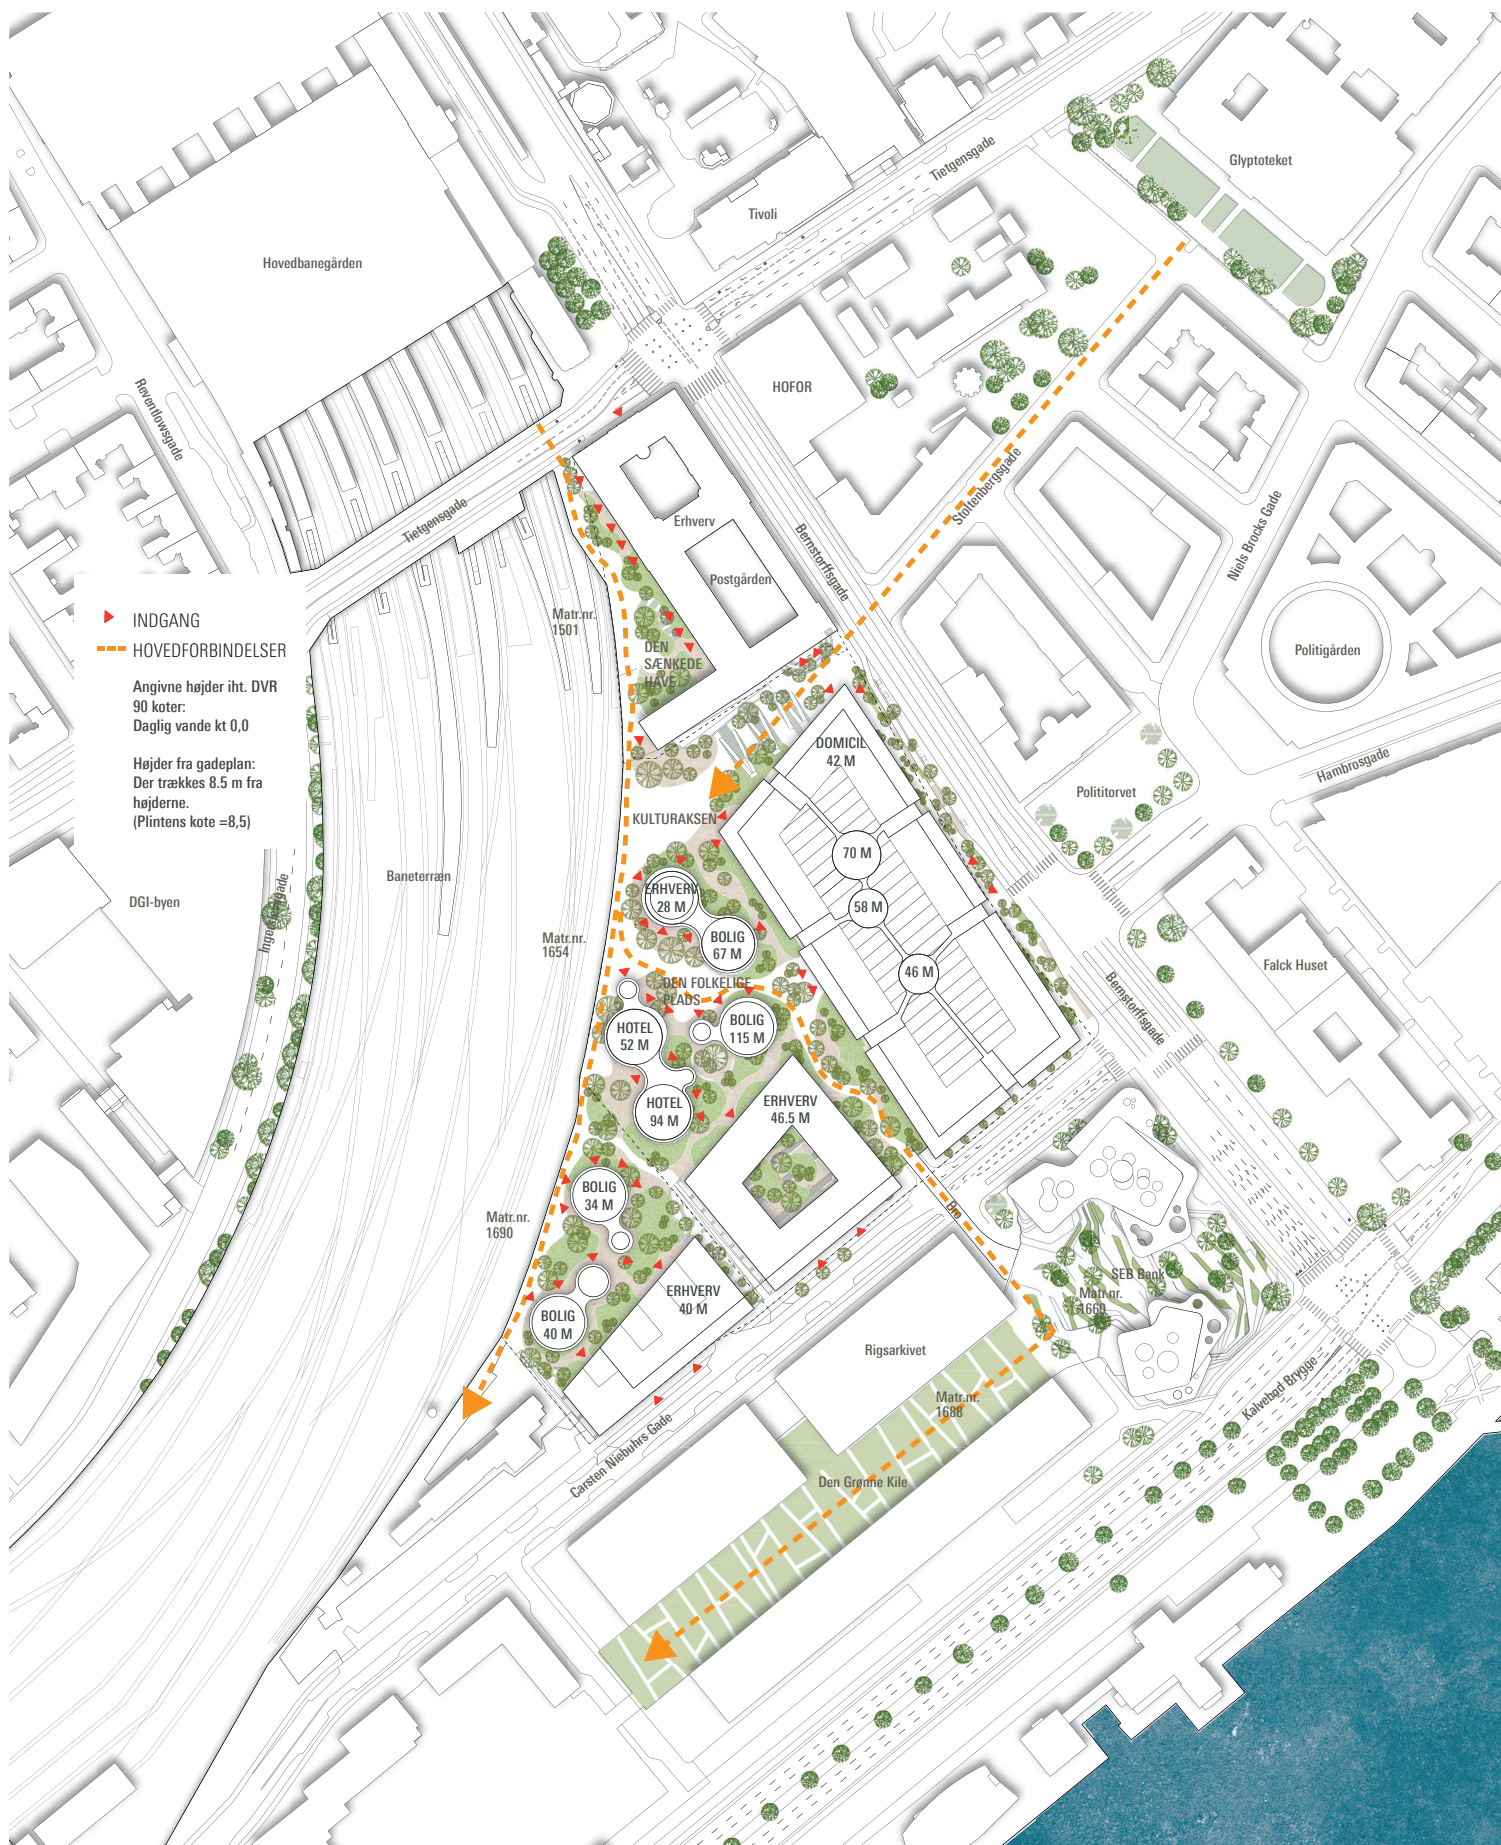 Glyptoteket
Tietgensgade
Tivoli
Hovedbanegården
HOFOR
Reventlowsgade
Stoltenbergsgade
Tietgensgade
Erhverv
Bernstorffsgade
Niels Brocks Gade
Postgården
INDGANG
HOVEDFORBINDELSER
Angivne højder iht. DVR
90 koter:
Daglig vande kt 0,0
Højder fra gadeplan:
Der trækkes 8.5 m fra
højderne.
(Plintens kote =8,5)
Matr.nr.
1501
DEN
SÆNKEDE
HAVE
Politigården
DOMICIL
42 M
Hambrosgade
Polititorvet
KULTURAKSEN
70 M
Baneterræn
DGI-byen
ERHVERV
28 M
58 M
BOLIG
67 M
Matr.nr.
1654
46 M
Falck Huset
DEN FOLKELIGE
PLADS
Bernstorffsgade
HOTEL
52 M
BOLIG
115 M
HOTEL
94 M
ERHVERV
46.5 M
BOLIG
34 M
Matr.nr.
1690
Bro
SEB Bank
Matr.nr.
1660
ERHVERV
40 M
BOLIG
40 M
Rigsarkivet
Kalvebod Brygge
Matr.nr.
1688
Carsten Niebuhrs Gade
Den Grønne Kile